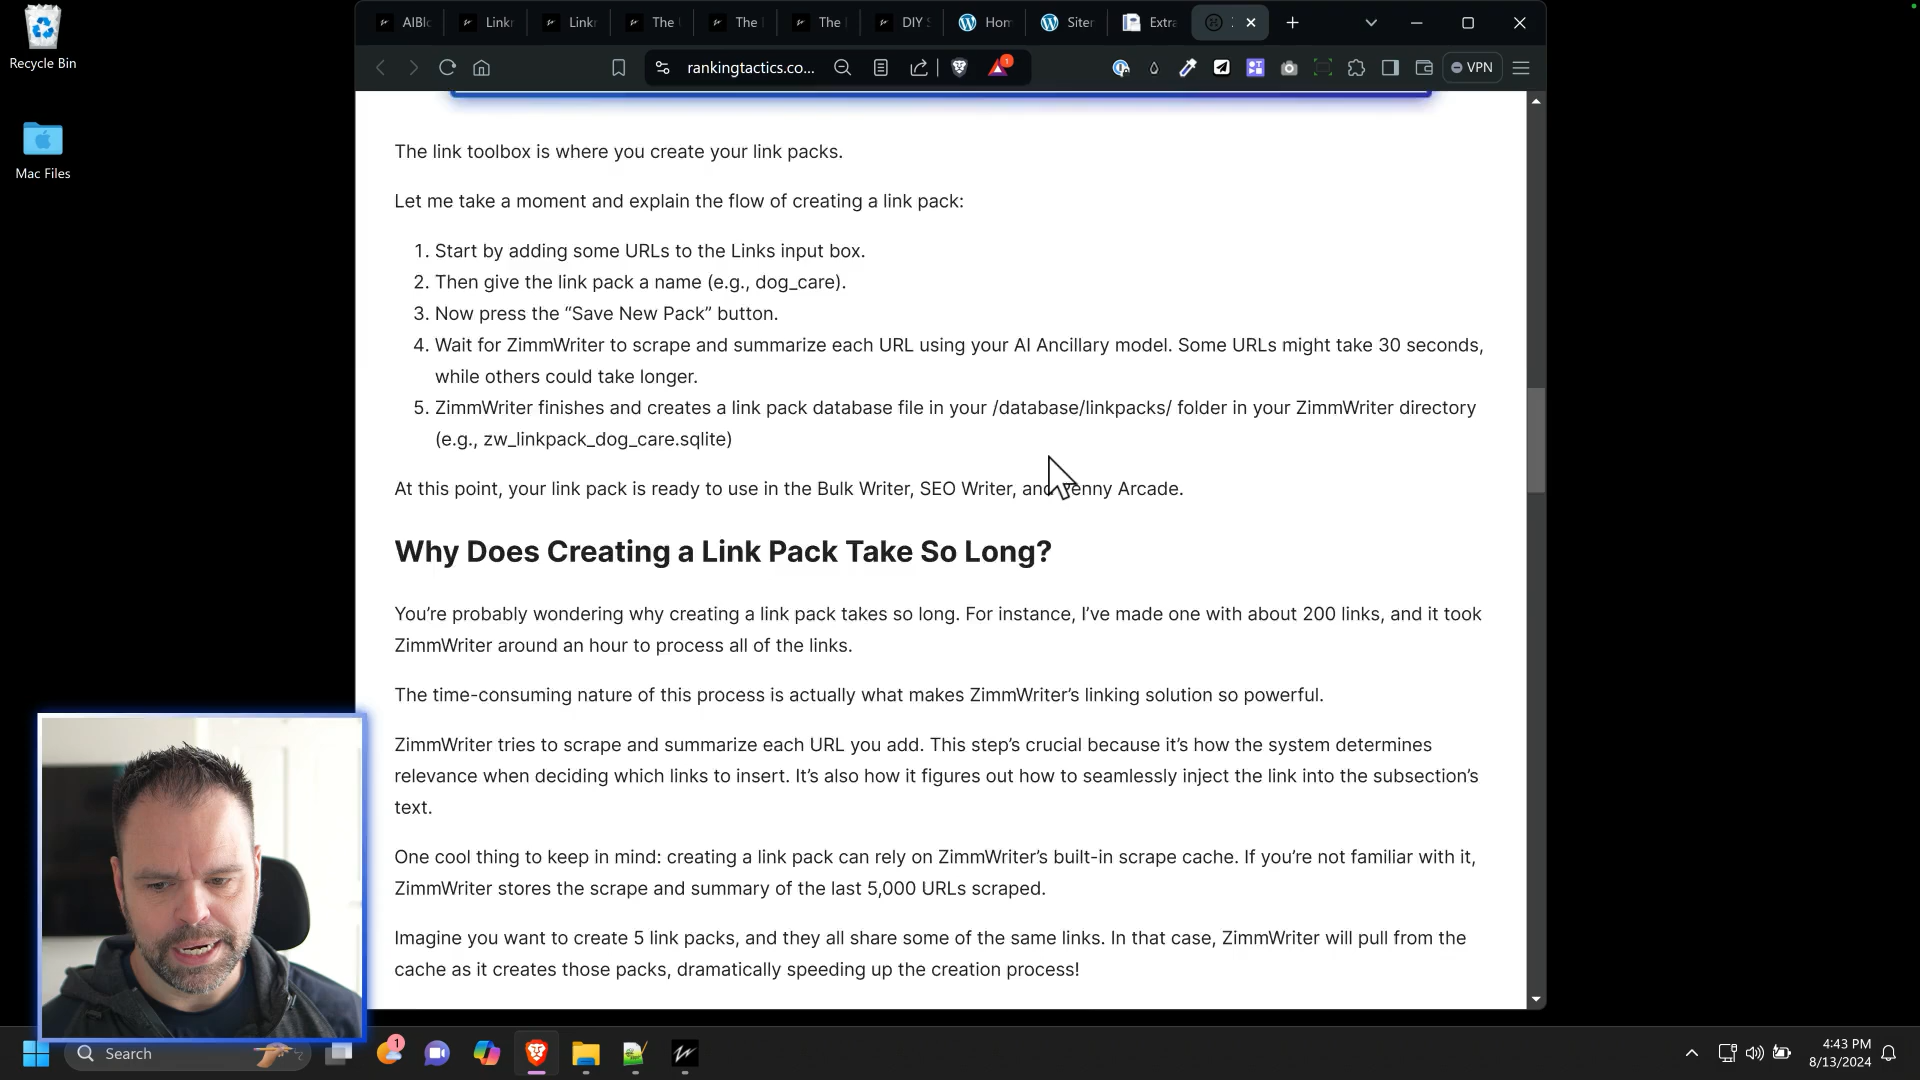 Recycle Bin
Mac Files
AIBlo
Linkr
Linkr
The
The
The
DIY S
Hom
Siter
Extra
rankingtactics.co...
1
VPN
The link toolbox is where you create your link packs.
Let me take a moment and explain the flow of creating a link pack:
1. Start by adding some URLs to the Links input box.
2. Then give the link pack a name (e.g., dog_care).
3. Now press the “Save New Pack” button.
4. Wait for ZimmWriter to scrape and summarize each URL using your AI Ancillary model. Some URLs might take 30 seconds,
while others could take longer.
5. ZimmWriter finishes and creates a link pack database file in your /database/linkpacks/ folder in your ZimmWriter directory
(e.g., zw_linkpack_dog_care.sqlite)
At this point, your link pack is ready to use in the Bulk Writer, SEO Writer, and Penny Arcade.
Why Does Creating a Link Pack Take So Long?
You’re probably wondering why creating a link pack takes so long. For instance, I’ve made one with about 200 links, and it took
ZimmWriter around an hour to process all of the links.
The time-consuming nature of this process is actually what makes ZimmWriter’s linking solution so powerful.
ZimmWriter tries to scrape and summarize each URL you add. This step’s crucial because it’s how the system determines
relevance when deciding which links to insert. It’s also how it figures out how to seamlessly inject the link into the subsection’s
text.
One cool thing to keep in mind: creating a link pack can rely on ZimmWriter’s built-in scrape cache. If you’re not familiar with it,
ZimmWriter stores the scrape and summary of the last 5,000 URLs scraped.
Imagine you want to create 5 link packs, and they all share some of the same links. In that case, ZimmWriter will pull from the
cache as it creates those packs, dramatically speeding up the creation process!
Search
1
4:43 PM
8/13/2024